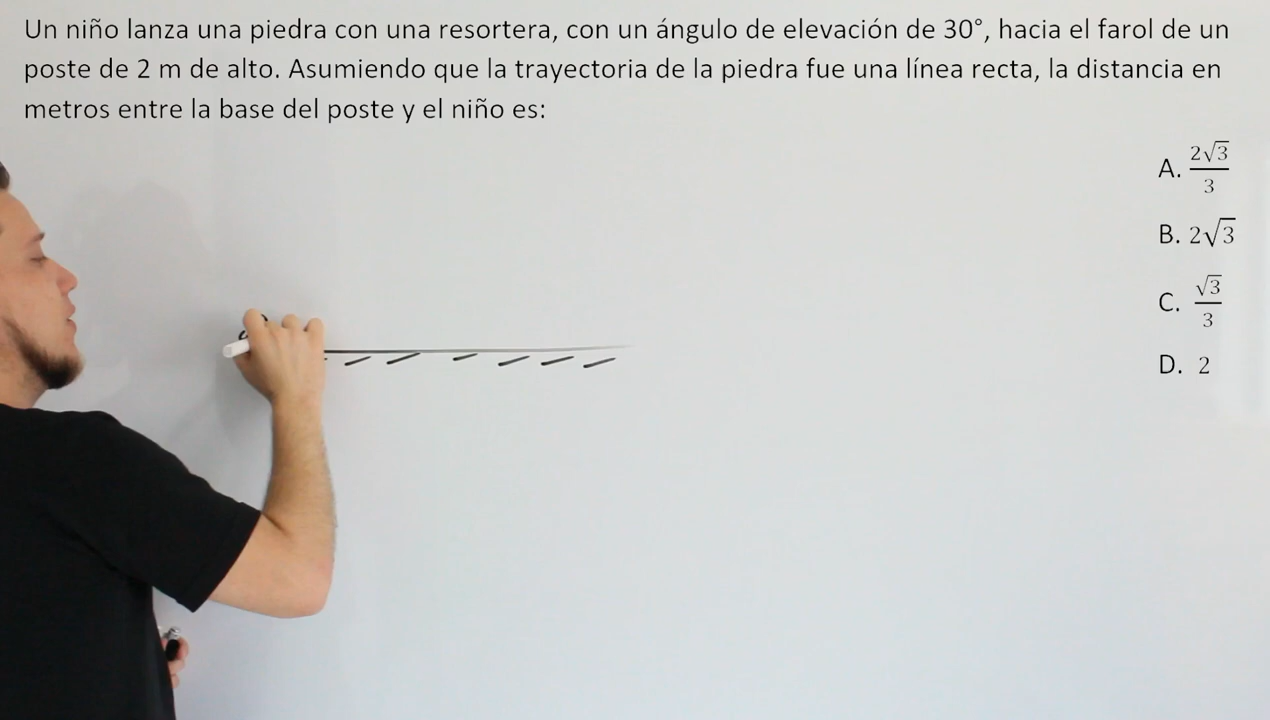 Un niño lanza una piedra con una resortera, con un ángulo de elevación de 30°, hacia el farol de un
poste de 2 m de alto. Asumiendo que la trayectoria de la piedra fue una línea recta, la distancia en
metros entre la base del poste y el niño es:
A. 2√3/3
B. 2√3
C. √3/3
D. 2